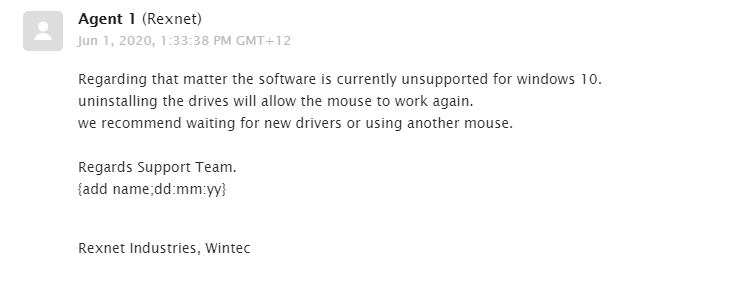 Agent 1 (Rexnet)
Jun 1, 2020, 1:33:38 PM GMT+12
Regarding that matter the software is currently unsupported for windows 10.
uninstalling the drives will allow the mouse to work again.
we recommend waiting for new drivers or using another mouse.
Regards Support Team.
{add name;dd:mm:yy}
Rexnet Industries, Wintec